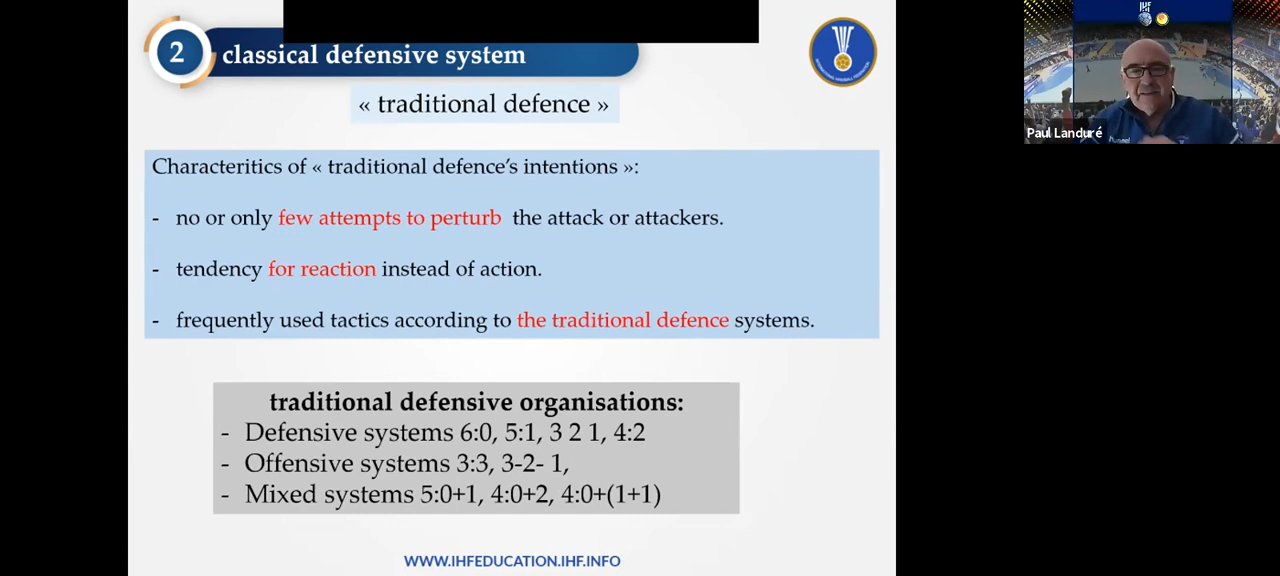 2
classical defensive system
« traditional defence »
Characteritics of « traditional defence's intentions »:
- no or only few attempts to perturb the attack or attackers.
- tendency for reaction instead of action.
- frequently used tactics according to the traditional defence systems.
traditional defensive organisations:
- Defensive systems 6:0, 5:1, 3 2 1, 4:2
- Offensive systems 3:3, 3-2- 1,
- Mixed systems 5:0+1, 4:0+2, 4:0+(1+1)
WWW.IHFEDUCATION.IHF.INFO
IHF
Paul Landuré
hummel